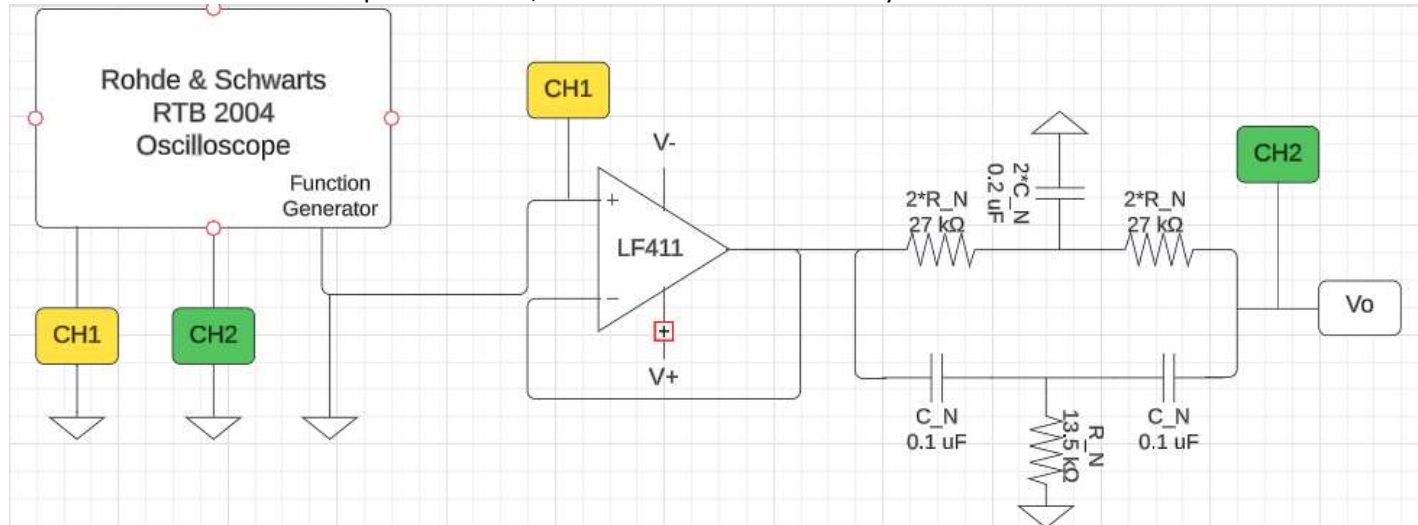 Rohde & Schwarts
RTB 2004
Oscilloscope
Function
Generator
CH1
CH2
CH1
V-
+
LF411
−
+
V+
2*R_N
27 kΩ
2*C_N
0.2 uF
2*R_N
27 kΩ
CH2
Vo
C_N
0.1 uF
R_N
13.5 kΩ
C_N
0.1 uF